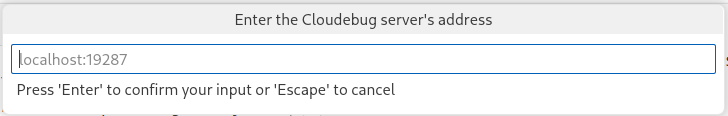 Enter the Cloudebug server's address
localhost:19287
Press 'Enter' to confirm your input or 'Escape' to cancel